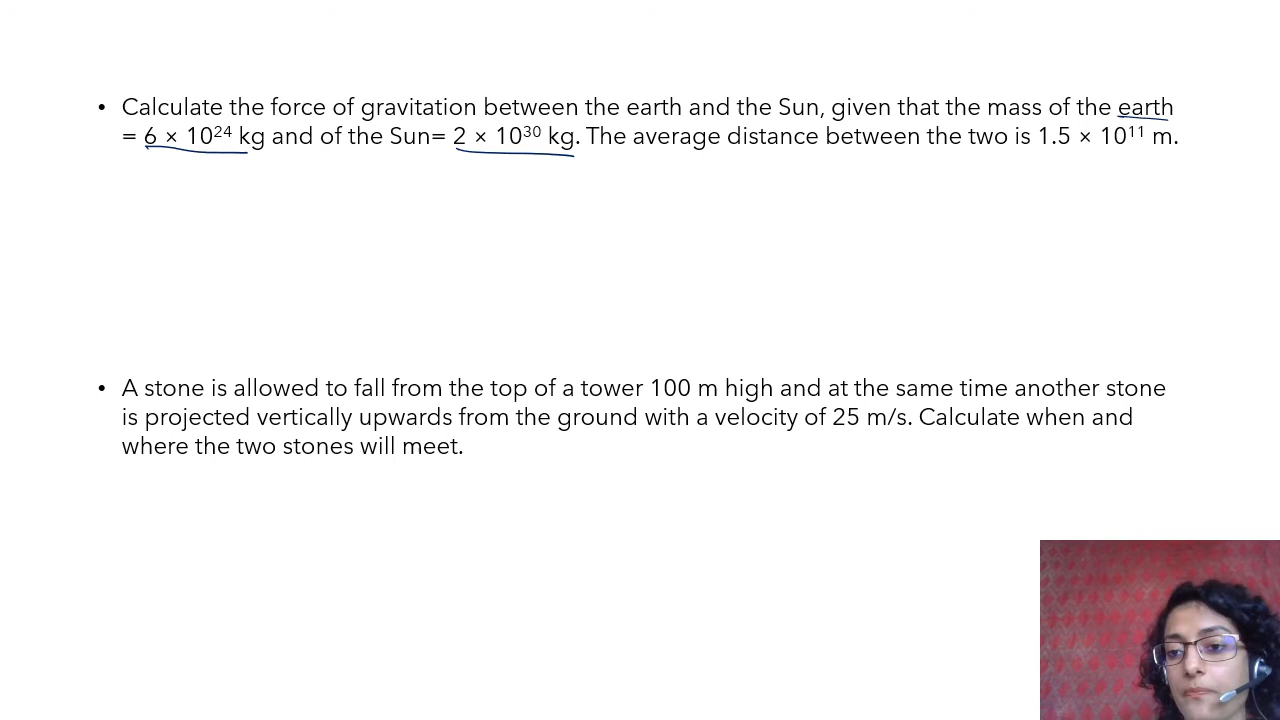 • Calculate the force of gravitation between the earth and the Sun, given that the mass of the earth
= 6 × 10²⁴ kg and of the Sun= 2 × 10³⁰ kg. The average distance between the two is 1.5 × 10¹¹ m.
• A stone is allowed to fall from the top of a tower 100 m high and at the same time another stone
is projected vertically upwards from the ground with a velocity of 25 m/s. Calculate when and
where the two stones will meet.